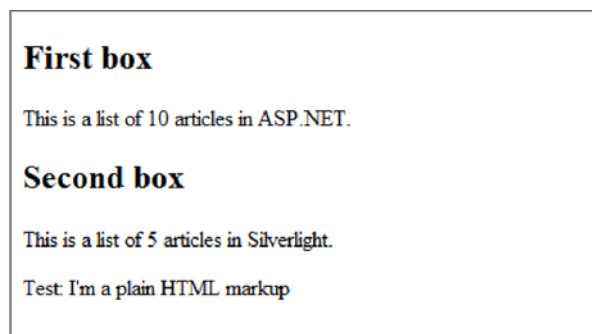 First box
This is a list of 10 articles in ASP.NET.
Second box
This is a list of 5 articles in Silverlight.
Test: I'm a plain HTML markup